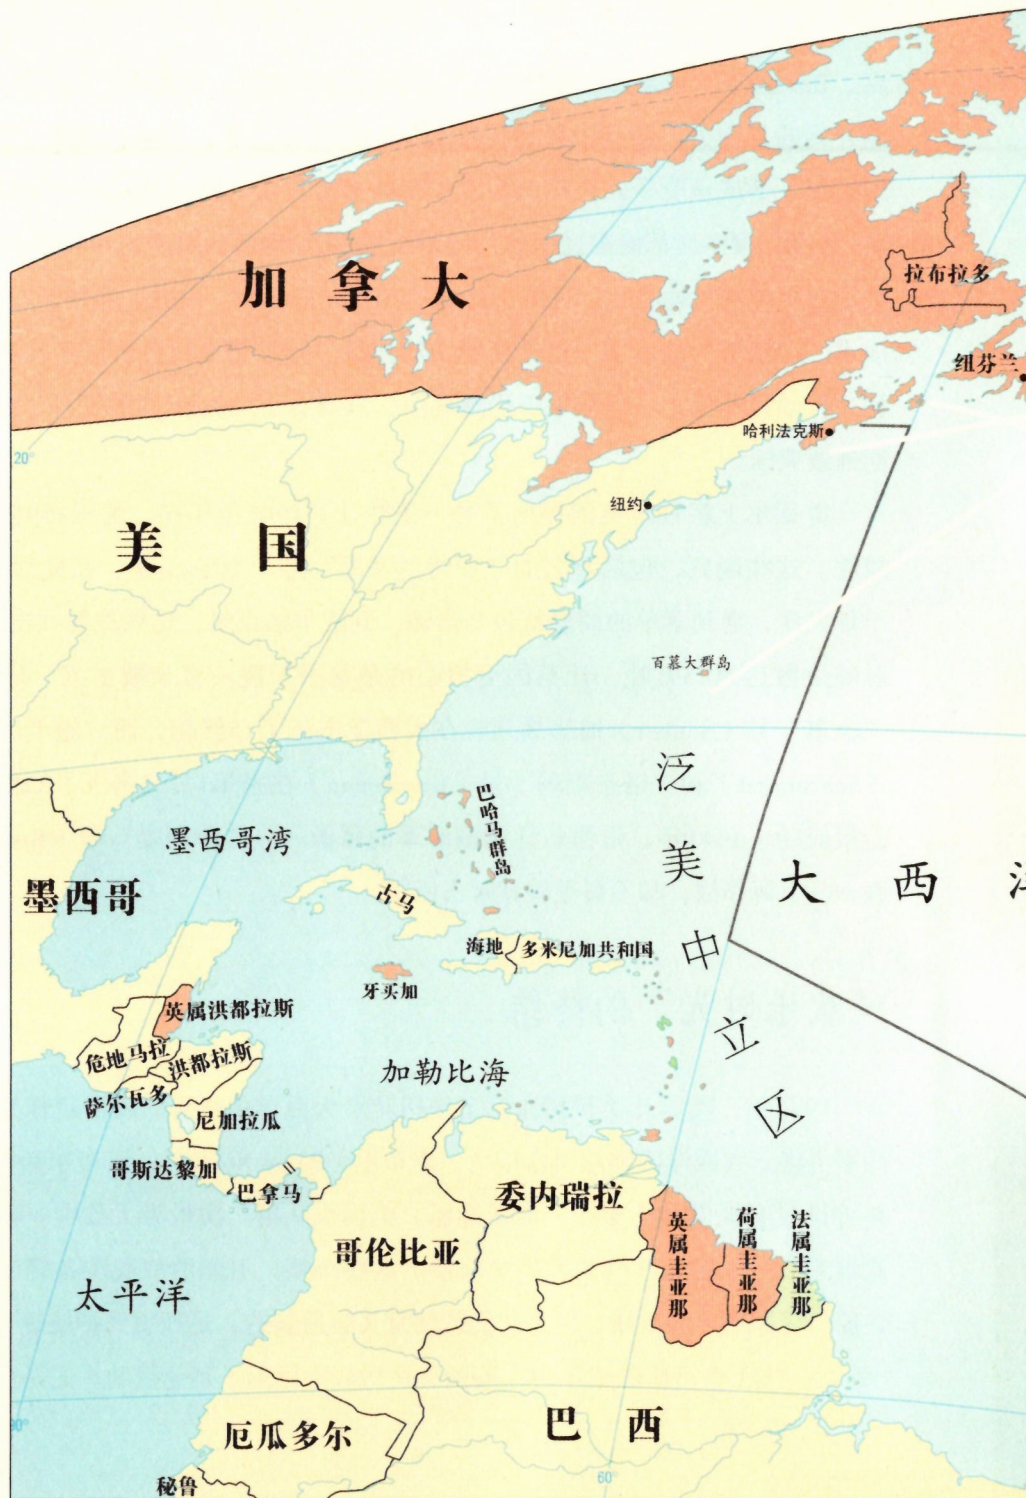 加拿大
拉布拉多
纽芬兰
哈利法克斯
20°
纽约
美国
百慕大群岛
泛美中立区
巴哈马群岛
墨西哥湾
大西
墨西哥
古马
海地
多米尼加共和国
牙买加
英属洪都拉斯
危地马拉
洪都拉斯
加勒比海
萨尔瓦多
尼加拉瓜
哥斯达黎加
巴拿马
委内瑞拉
英属圭亚那
荷属圭亚那
法属圭亚那
哥伦比亚
太平洋
厄瓜多尔
巴西
秘鲁
60°